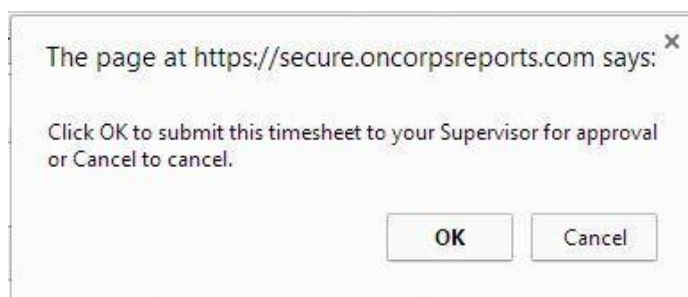 The page at https://secure.oncorpsreports.com says:
Click OK to submit this timesheet to your Supervisor for approval
or Cancel to cancel.
OK
Cancel